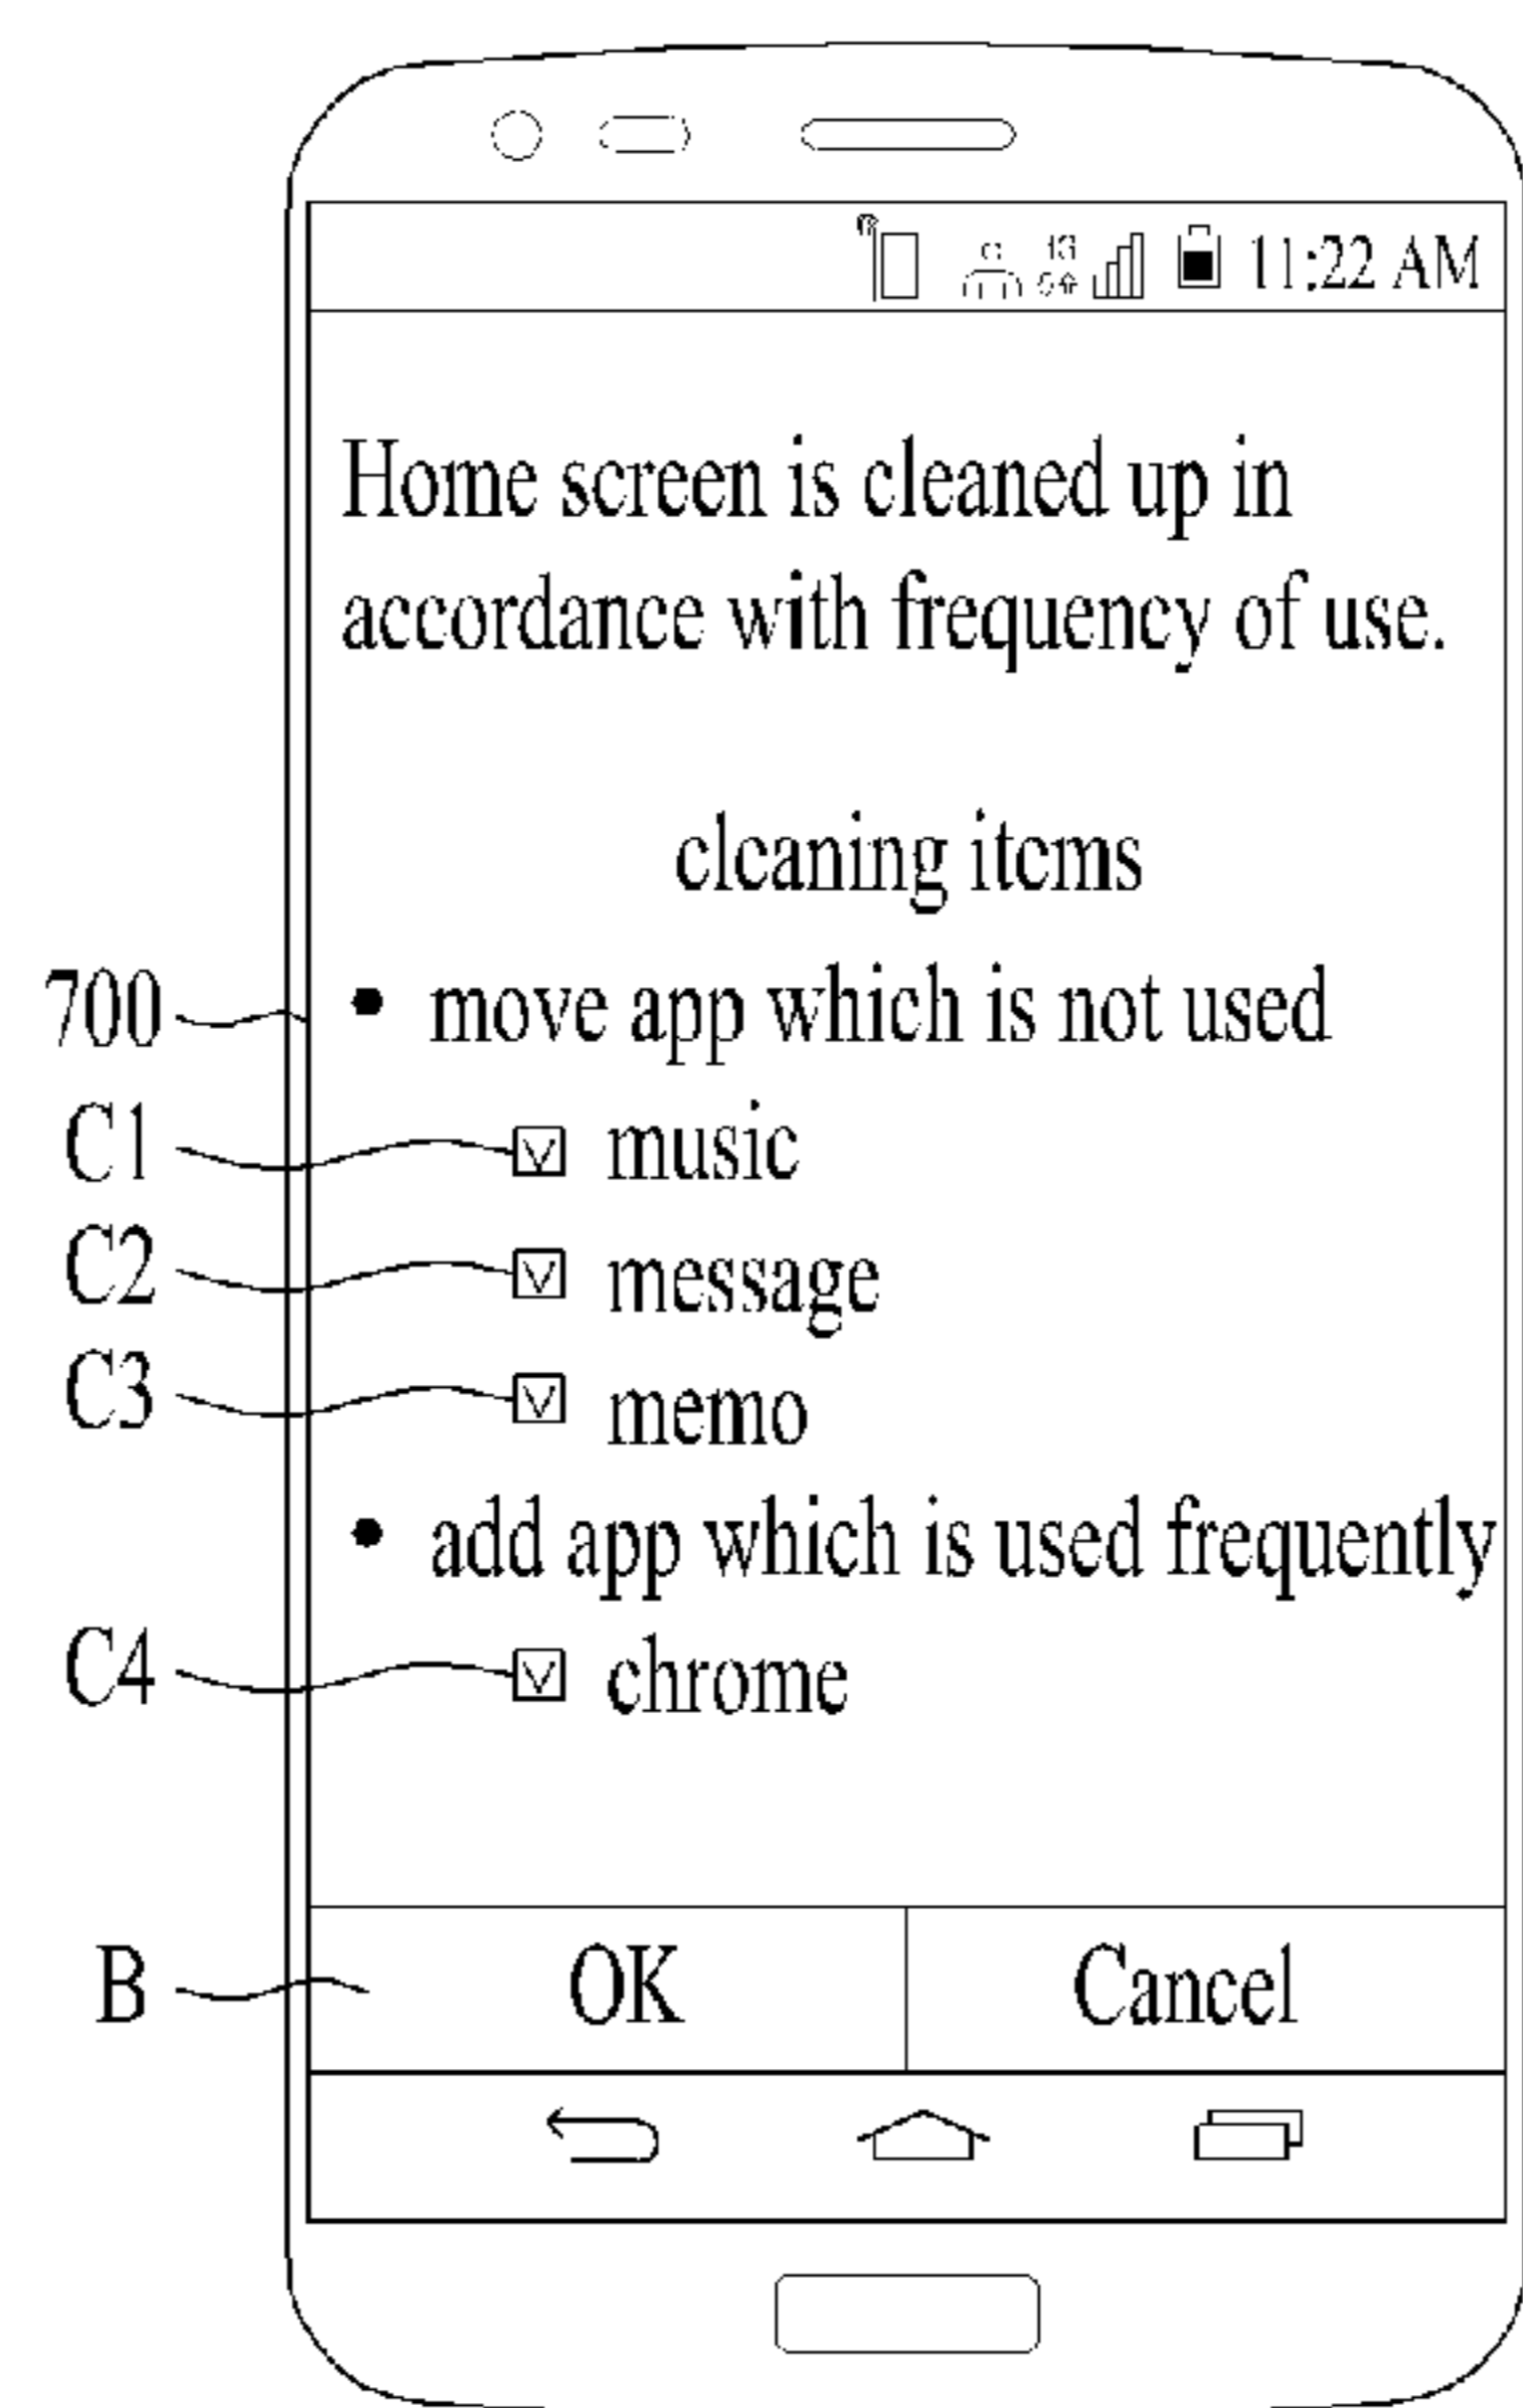 11:22 AM
Home screen is cleaned up in
accordance with frequency of use.
cleaning items
700 • move app which is not used
C1 music
C2 message
C3 memo
• add app which is used frequently
C4 chrome
B OK Cancel